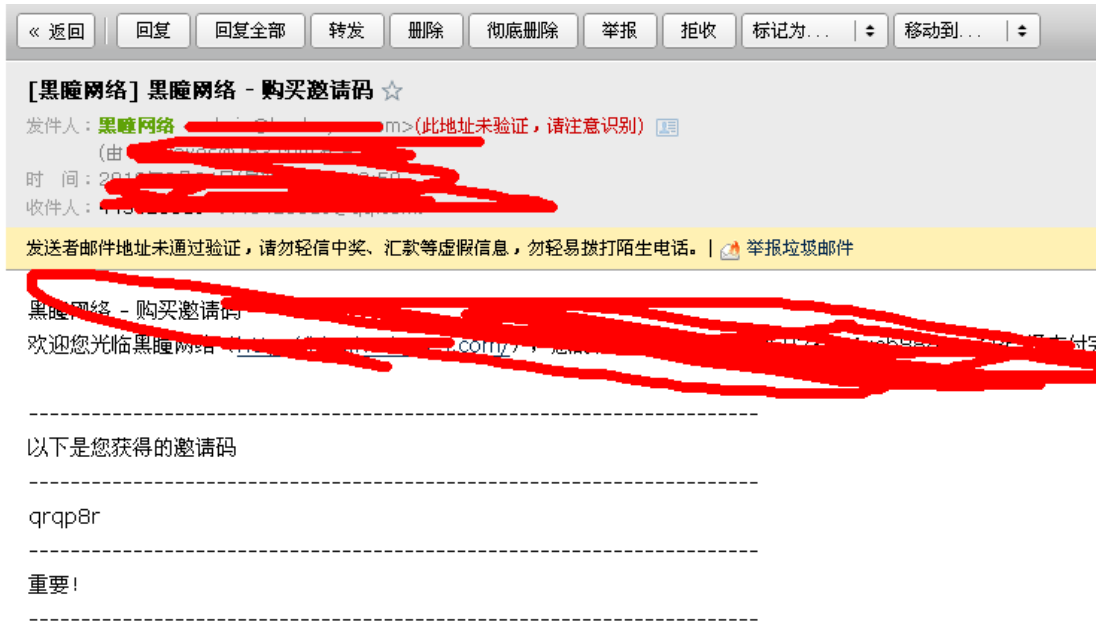 « 返回 回复 回复全部 转发 删除 彻底删除 举报 拒收 标记为... 移动到...
[黑瞳网络] 黑瞳网络 - 购买邀请码 ☆
发件人：黑瞳网络 m>(此地址未验证，请注意识别)
(由
时 间：
收件人：
发送者邮件地址未通过验证，请勿轻信中奖、汇款等虚假信息，勿轻易拨打陌生电话。| 举报垃圾邮件
黑瞳网络 - 购买邀请码
欢迎您光临黑瞳网络 .com/)，
----------------------------------------------------------------------
以下是您获得的邀请码
----------------------------------------------------------------------
qrqp8r
----------------------------------------------------------------------
重要!
----------------------------------------------------------------------